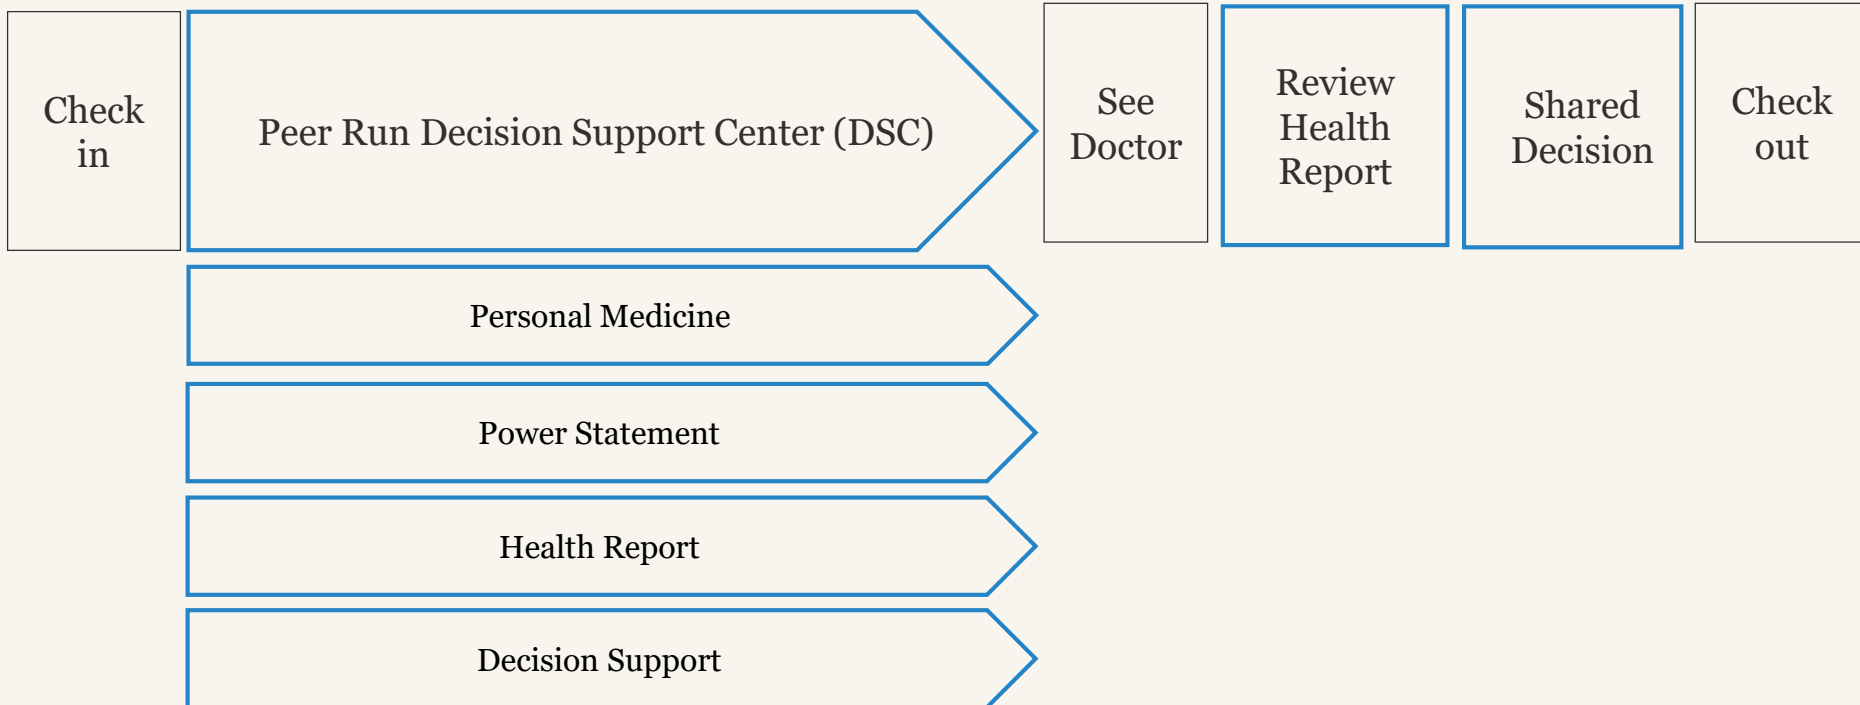 Check
in
Peer Run Decision Support Center (DSC)
See
Doctor
Review
Health
Report
Shared
Decision
Check
out
Personal Medicine
Power Statement
Health Report
Decision Support